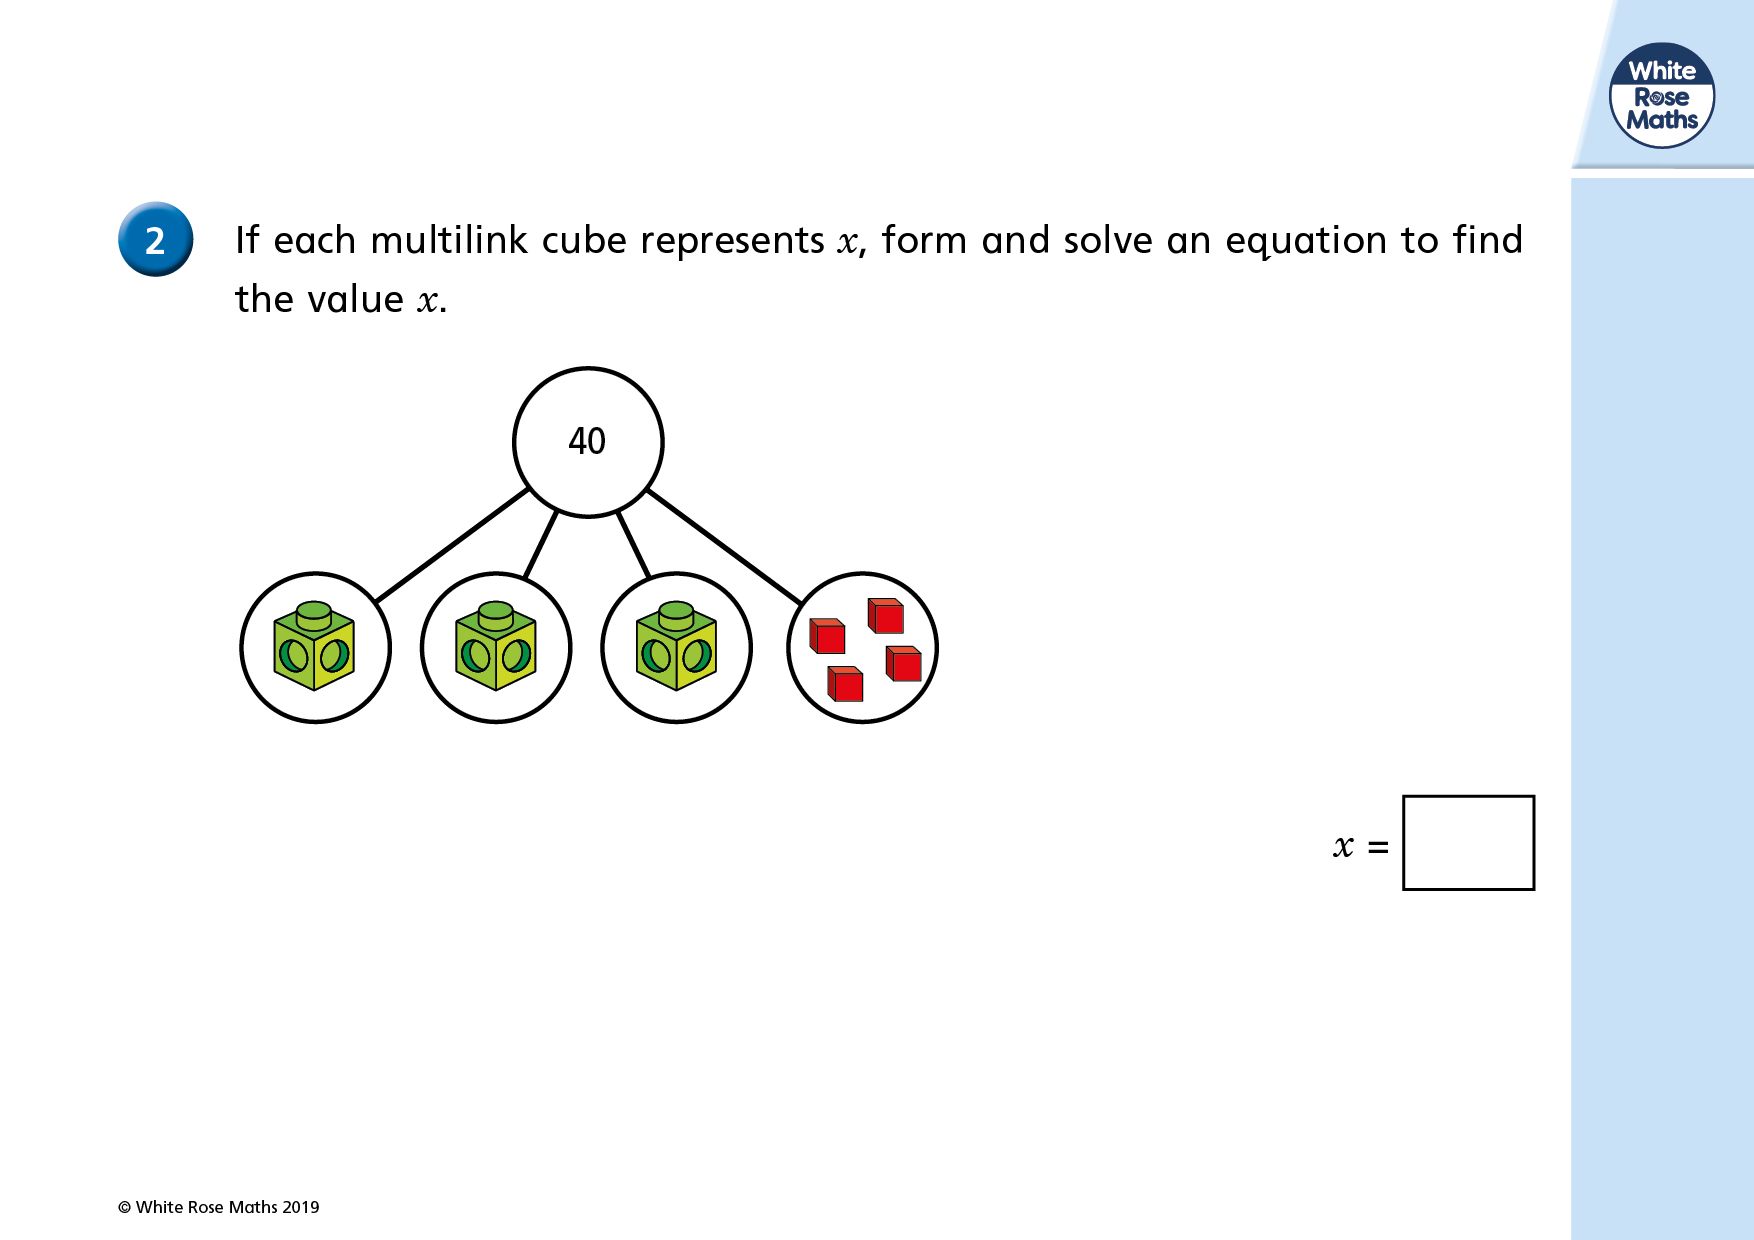 White
Rose
Maths
2 If each multilink cube represents x, form and solve an equation to find
the value x.
40
x =
© White Rose Maths 2019